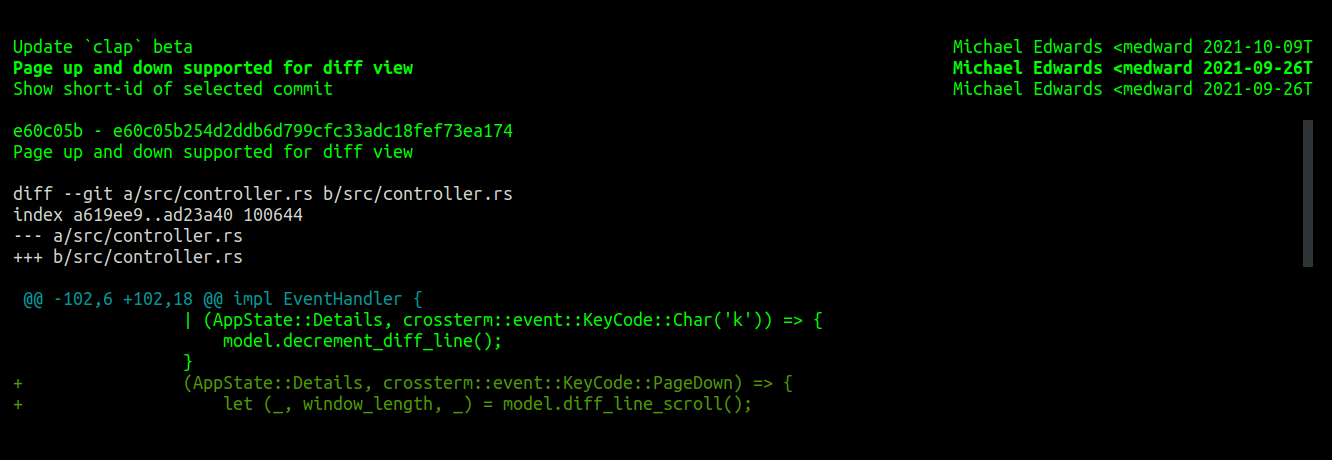 Update `clap` beta Michael Edwards <medward 2021-10-09T
Page up and down supported for diff view Michael Edwards <medward 2021-09-26T
Show short-id of selected commit Michael Edwards <medward 2021-09-26T
e60c05b - e60c05b254d2ddb6d799cfc33adc18fef73ea174
Page up and down supported for diff view
diff --git a/src/controller.rs b/src/controller.rs
index a619ee9..ad23a40 100644
--- a/src/controller.rs
+++ b/src/controller.rs
@@ -102,6 +102,18 @@ impl EventHandler {
| (AppState::Details, crossterm::event::KeyCode::Char('k')) => {
model.decrement_diff_line();
}
+ (AppState::Details, crossterm::event::KeyCode::PageDown) => {
+ let (_, window_length, _) = model.diff_line_scroll();